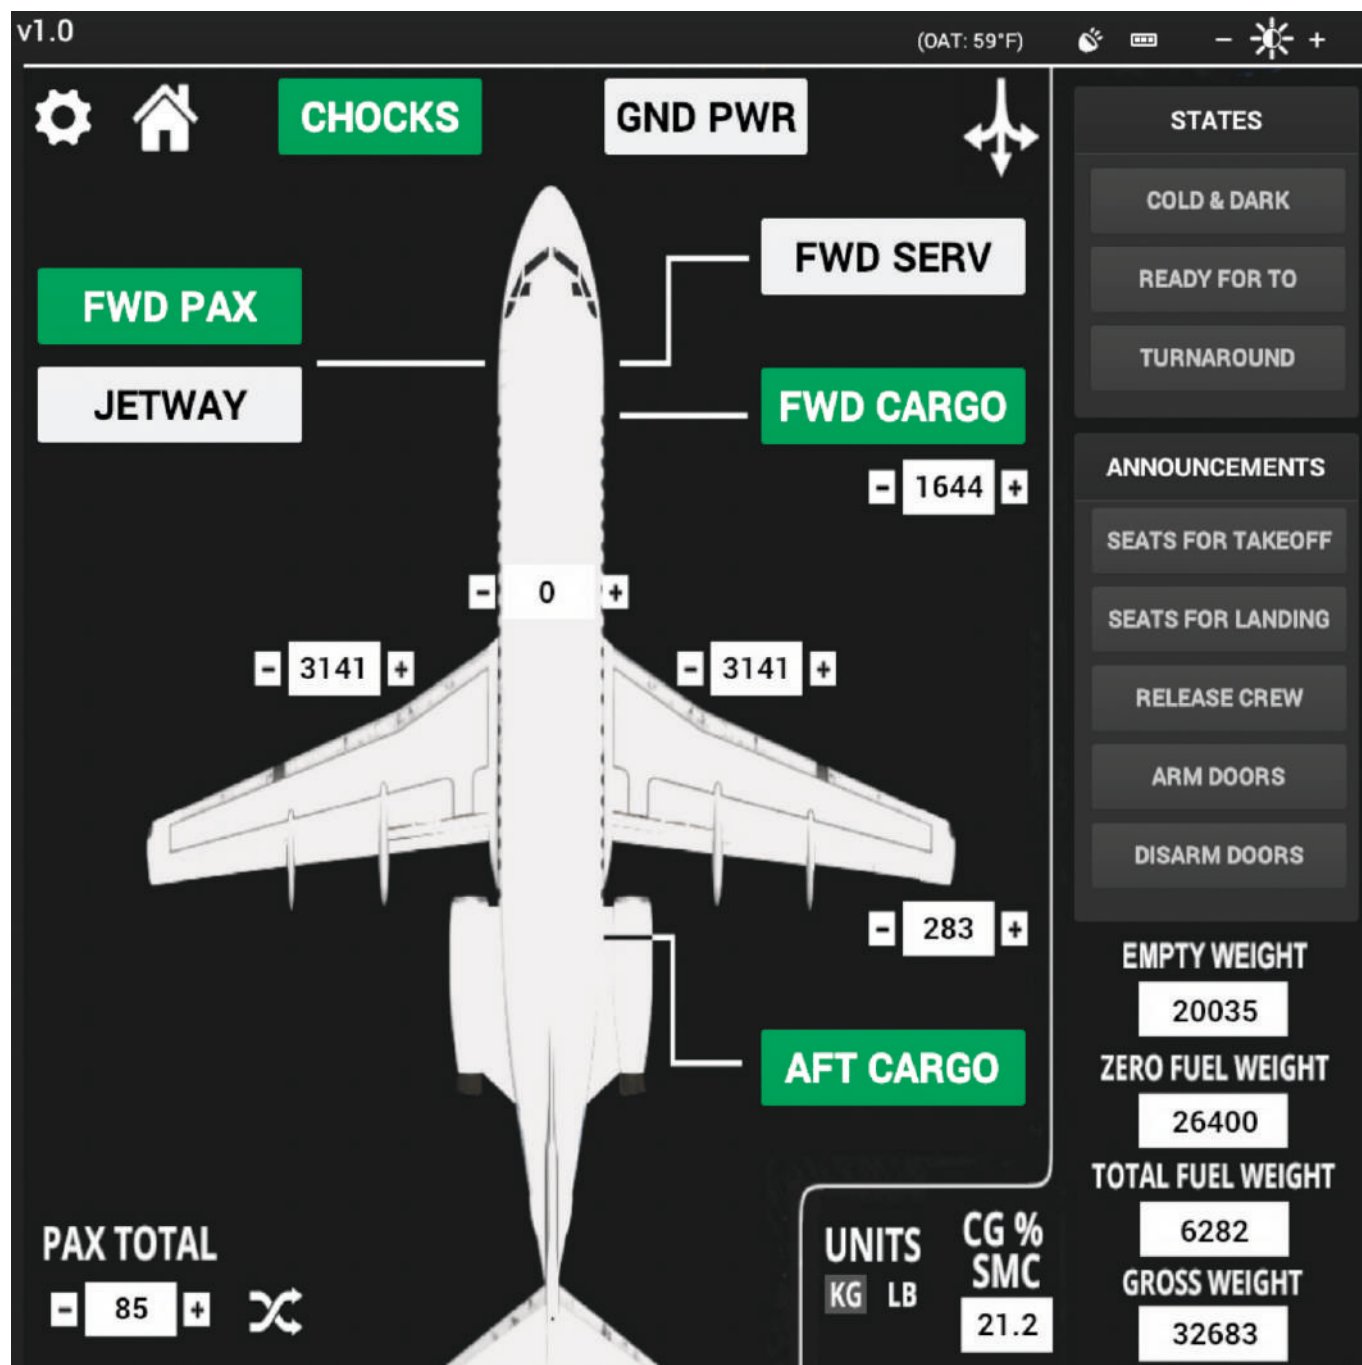 v1.0
(OAT: 59°F)
- +
CHOCKS
GND PWR
FWD SERV
FWD PAX
JETWAY
FWD CARGO
- 1644 +
- 0 +
- 3141 +
- 3141 +
- 283 +
AFT CARGO
PAX TOTAL
- 85 +
UNITS
KG LB
CG %
SMC
21.2
STATES
COLD & DARK
READY FOR TO
TURNAROUND
ANNOUNCEMENTS
SEATS FOR TAKEOFF
SEATS FOR LANDING
RELEASE CREW
ARM DOORS
DISARM DOORS
EMPTY WEIGHT
20035
ZERO FUEL WEIGHT
26400
TOTAL FUEL WEIGHT
6282
GROSS WEIGHT
32683